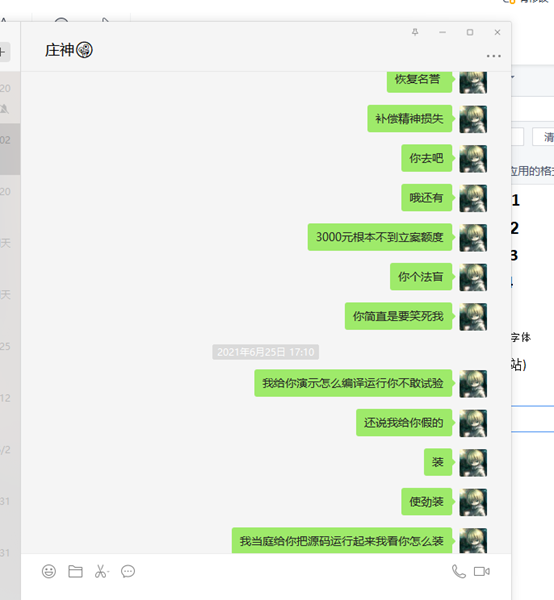 庄神
恢复名誉
补偿精神损失
你去吧
哦还有
3000元根本不到立案额度
你个法盲
你简直是要笑死我
2021年6月25日 17:10
我给你演示怎么编译运行你不敢试验
还说我给你假的
装
使劲装
我当庭给你把源码运行起来我看你怎么装
20
02
20
天
天
25
12
/2
31
31
清
应用的格式
1
2
3
4
字体
站)